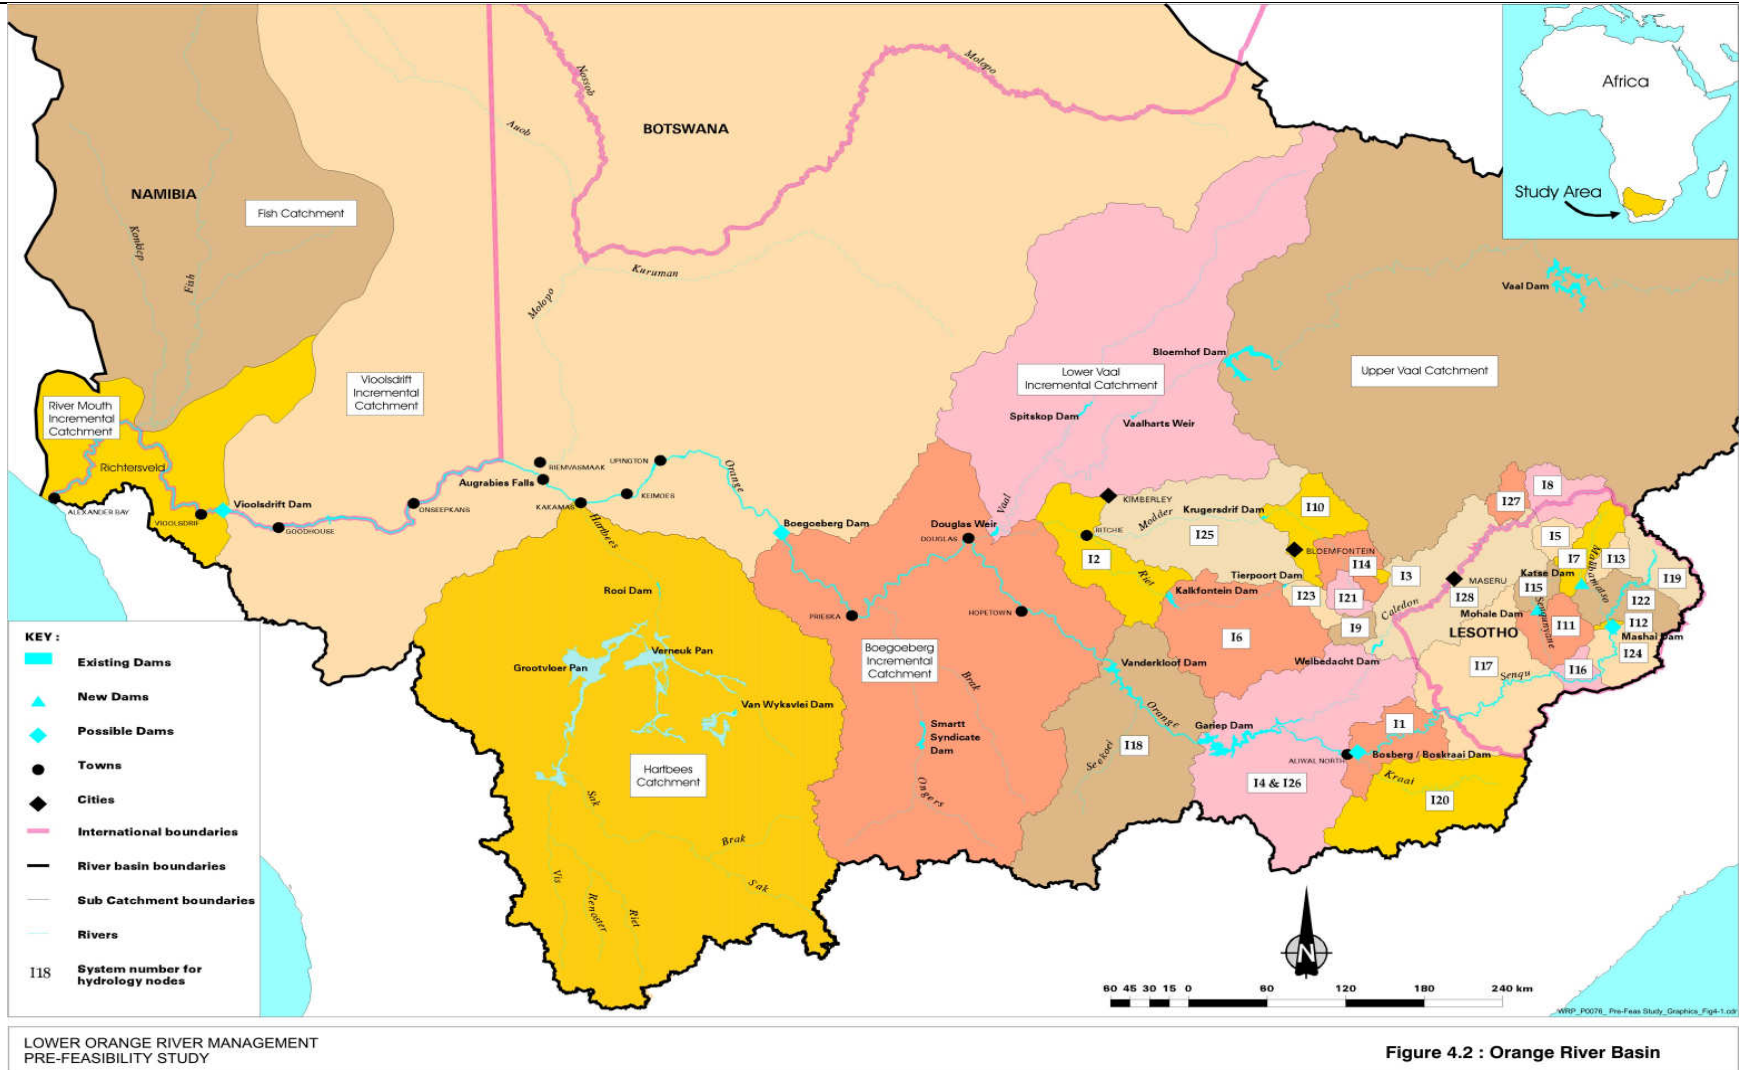 Africa
Study Area
NAMIBIA
BOTSWANA
LESOTHO
Nossob
Auob
Molopo
Molopo
Kuruman
Konkiep
Fish
Fish Catchment
Vioolsdrift
Incremental
Catchment
River Mouth
Incremental
Catchment
Richtersveld
ALEXANDER BAY
VIOOLSDRIF
Vioolsdrift Dam
GOODHOUSE
ONSEEPKANS
Augrabies Falls
RIEMVASMAAK
KAKAMAS
KEIMOES
UPINGTON
Orange
Hartbees
Boegoeberg Dam
Lower Vaal
Incremental Catchment
Upper Vaal Catchment
Vaal Dam
Bloemhof Dam
Spitskop Dam
Vaalharts Weir
Vaal
Douglas Weir
DOUGLAS
KIMBERLEY
RITCHIE
Modder
Krugersdrif Dam
Riet
BLOEMFONTEIN
Tierpoort Dam
Kalkfontein Dam
PRIESKA
HOPETOWN
Boegoeberg
Incremental
Catchment
Brak
Ongers
Smartt
Syndicate
Dam
Vanderkloof Dam
Orange
Seekoei
Gariep Dam
Welbedacht Dam
Caledon
MASERU
Katse Dam
Mohale Dam
Malibamatso
Senqunyane
Mashai Dam
Senqu
ALIWAL NORTH
Bosberg / Boskraai Dam
Kraai
Rooi Dam
Verneuk Pan
Grootvloer Pan
Van Wyksvlei Dam
Hartbees
Catchment
Sak
Brak
Sak
Vis
Renoster
Riet
I27
I8
I10
I25
I2
I14
I3
I5
I7
I13
I19
I15
I28
I22
I23
I21
I9
I11
I12
I6
I24
I17
I16
I1
I18
I4 & I26
I20
KEY :
Existing Dams
New Dams
Possible Dams
Towns
Cities
International boundaries
River basin boundaries
Sub Catchment boundaries
Rivers
I18
System number for
hydrology nodes
N
60 45 30 15 0 60 120 180 240 km
WRP_P0076_ Pre-Feas Study_Graphics_Fig4-1.cdr
LOWER ORANGE RIVER MANAGEMENT
PRE-FEASIBILITY STUDY
Figure 4.2 : Orange River Basin